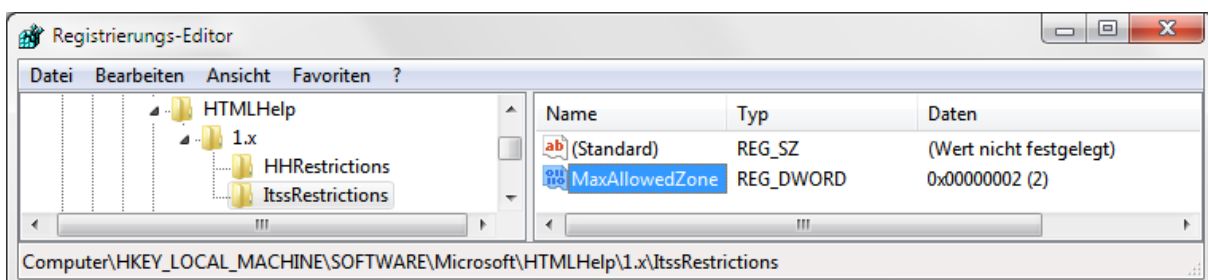 Registrierungs-Editor
Datei Bearbeiten Ansicht Favoriten ?
HTMLHelp
1.x
HHRestrictions
ItssRestrictions
Name Typ Daten
ab (Standard) REG_SZ (Wert nicht festgelegt)
MaxAllowedZone REG_DWORD 0x00000002 (2)
Computer\HKEY_LOCAL_MACHINE\SOFTWARE\Microsoft\HTMLHelp\1.x\ItssRestrictions